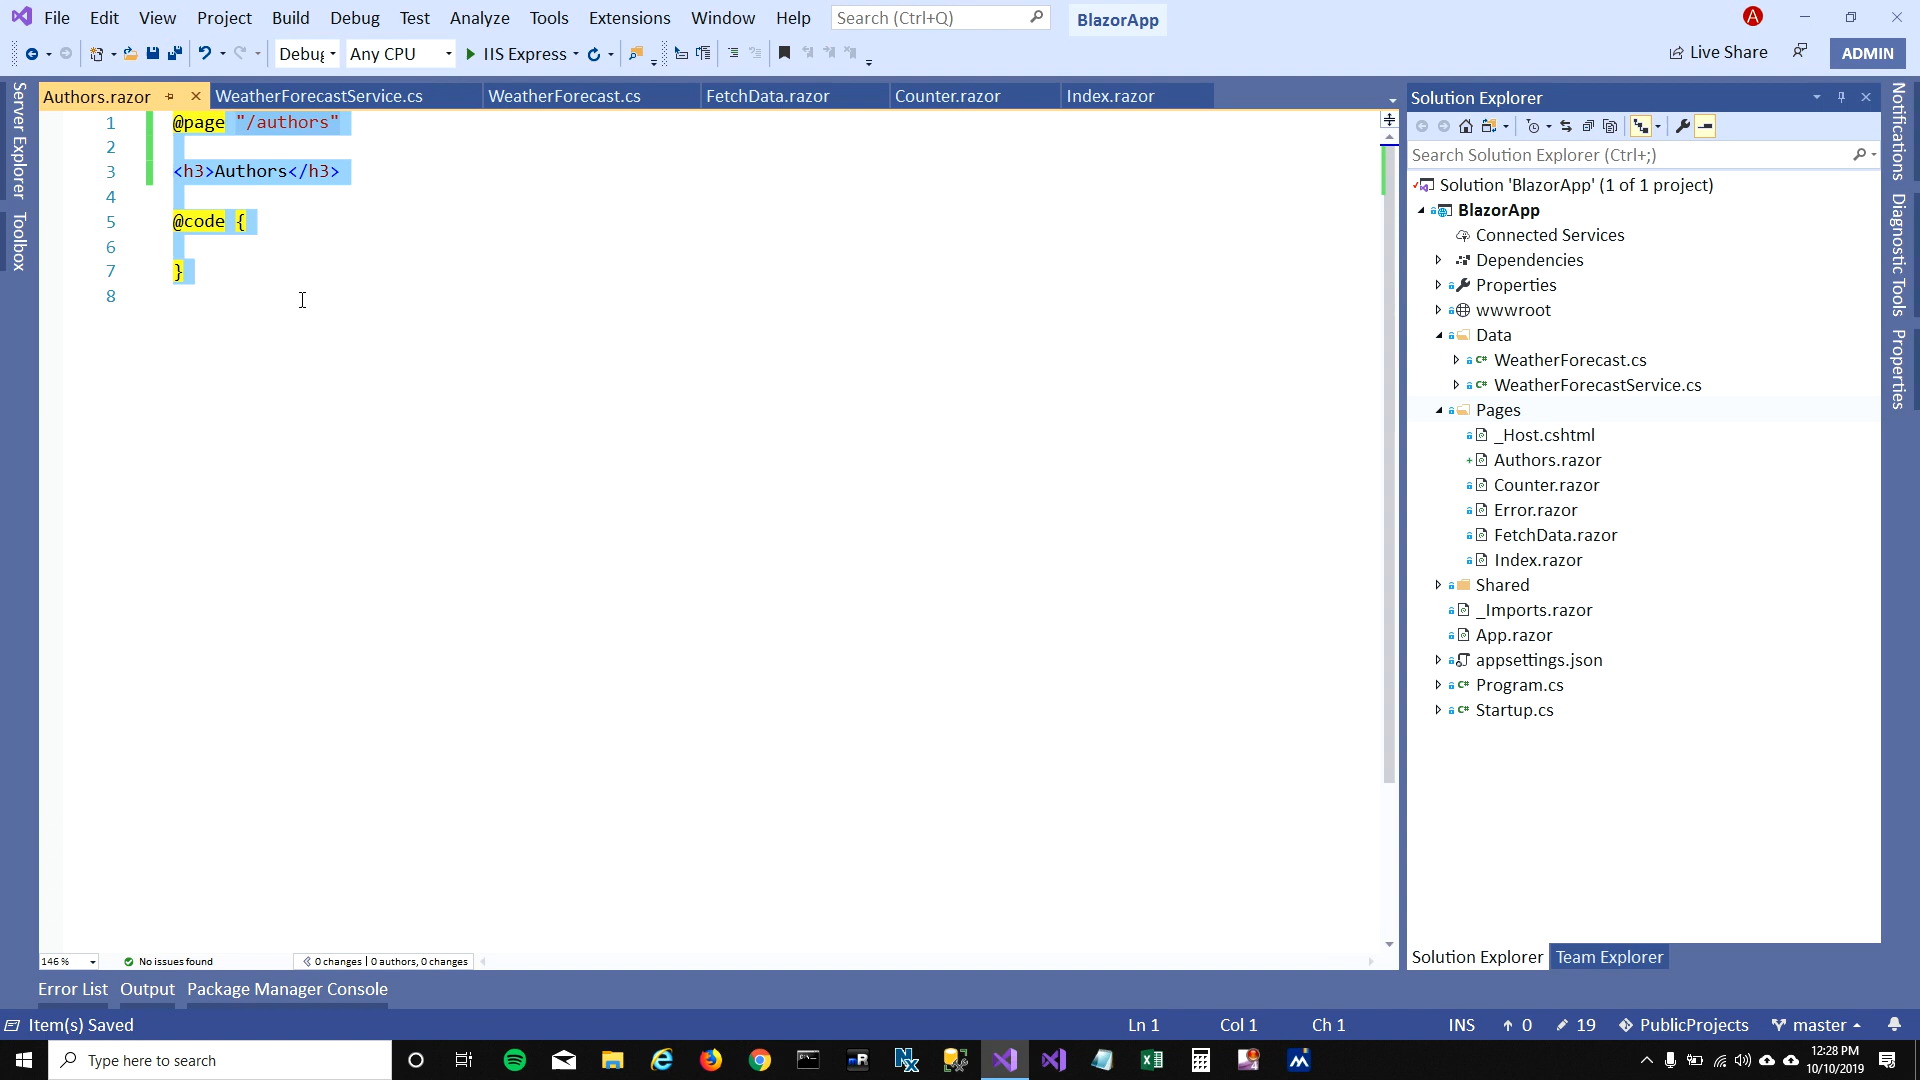 File Edit View Project Build Debug Test Analyze Tools Extensions Window Help Search (Ctrl+Q) BlazorApp A
Debug Any CPU IIS Express Live Share ADMIN
Server Explorer
Toolbox
Authors.razor WeatherForecastService.cs WeatherForecast.cs FetchData.razor Counter.razor Index.razor
1 @page "/authors"
2
3 <h3>Authors</h3>
4
5 @code {
6
7 }
8
146 % No issues found 0 changes | 0 authors, 0 changes
Solution Explorer
Search Solution Explorer (Ctrl+;)
Solution 'BlazorApp' (1 of 1 project)
BlazorApp
Connected Services
Dependencies
Properties
wwwroot
Data
C# WeatherForecast.cs
C# WeatherForecastService.cs
Pages
_Host.cshtml
Authors.razor
Counter.razor
Error.razor
FetchData.razor
Index.razor
Shared
_Imports.razor
App.razor
appsettings.json
C# Program.cs
C# Startup.cs
Solution Explorer Team Explorer
Notifications
Diagnostic Tools
Properties
Error List Output Package Manager Console
Item(s) Saved Ln 1 Col 1 Ch 1 INS 0 19 PublicProjects master
Type here to search 12:28 PM
10/10/2019